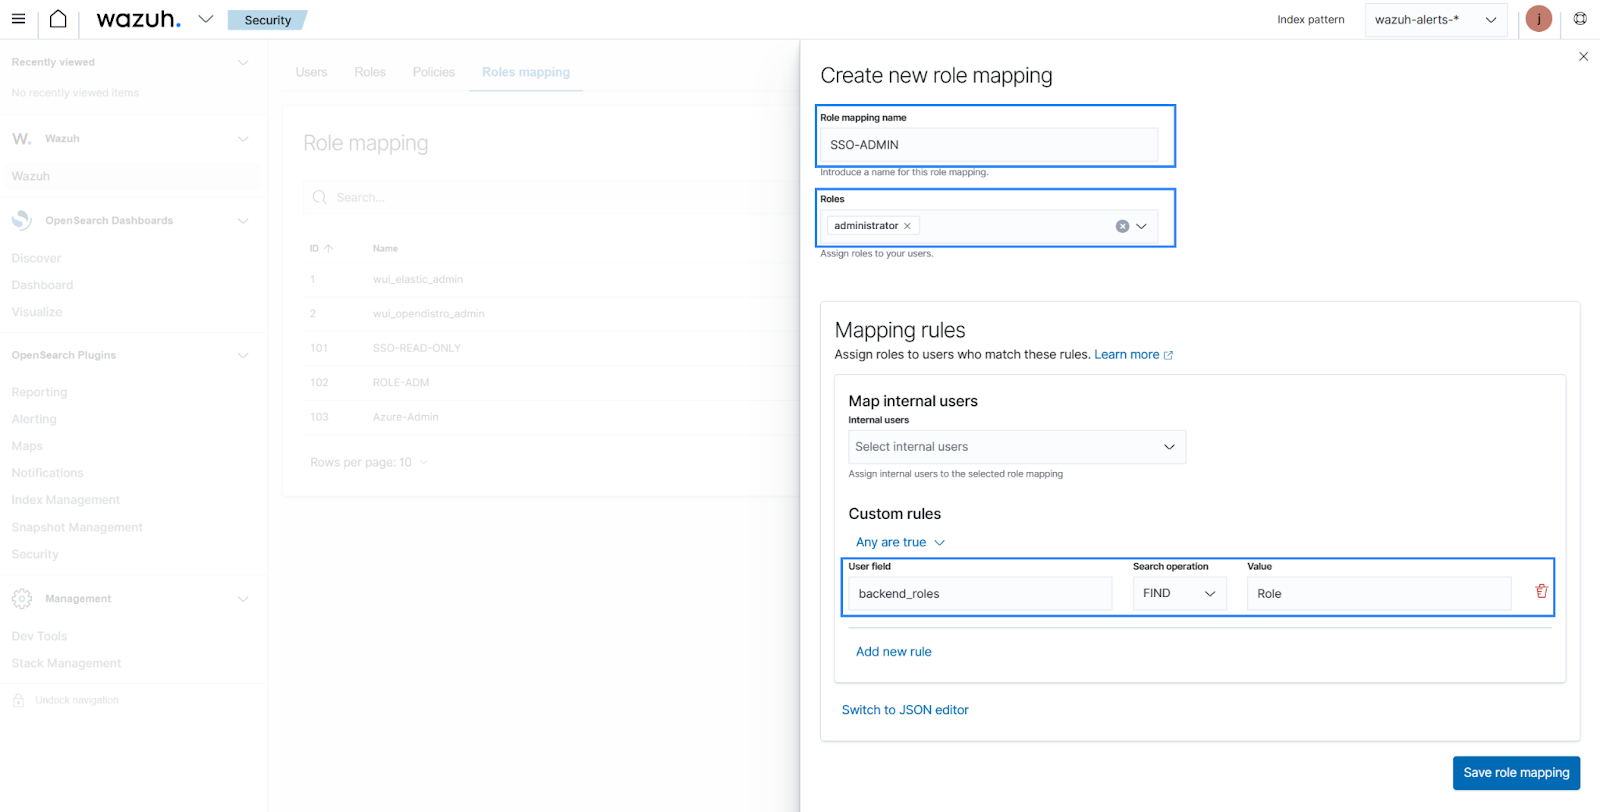 wazuh. Security Index pattern wazuh-alerts-* j
Recently viewed
No recently viewed items
W. Wazuh
Wazuh
OpenSearch Dashboards
Discover
Dashboard
Visualize
OpenSearch Plugins
Reporting
Alerting
Maps
Notifications
Index Management
Snapshot Management
Security
Management
Dev Tools
Stack Management
Undock navigation
Users Roles Policies Roles mapping
Role mapping
Search...
ID Name
1 wui_elastic_admin
2 wui_opendistro_admin
101 SSO-READ-ONLY
102 ROLE-ADM
103 Azure-Admin
Rows per page: 10
Create new role mapping
Role mapping name
SSO-ADMIN
Introduce a name for this role mapping.
Roles
administrator
Assign roles to your users.
Mapping rules
Assign roles to users who match these rules. Learn more
Map internal users
Internal users
Select internal users
Assign internal users to the selected role mapping
Custom rules
Any are true
User field Search operation Value
backend_roles FIND Role
Add new rule
Switch to JSON editor
Save role mapping